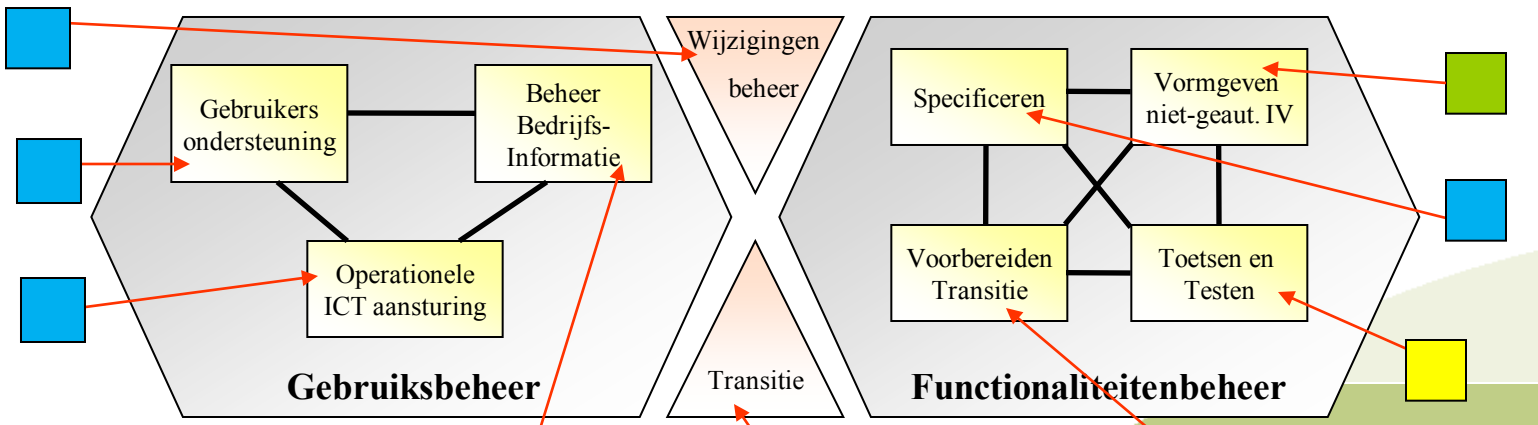 Gebruikers
ondersteuning
Beheer
Bedrijfs-
Informatie
Operationele
ICT aansturing
Gebruiksbeheer
Wijzigingen
beheer
Transitie
Specificeren
Vormgeven
niet-geaut. IV
Voorbereiden
Transitie
Toetsen en
Testen
Functionaliteitenbeheer